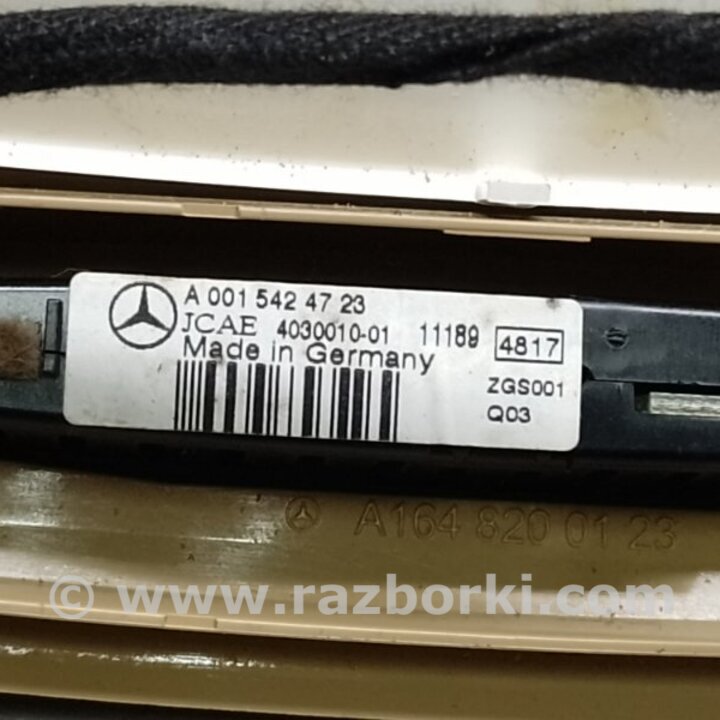 A 001 542 47 23
JCAE 4030010-01 11189 4817
Made in Germany
ZGS001
Q03
A164 820 01 23
© www.razborki.com